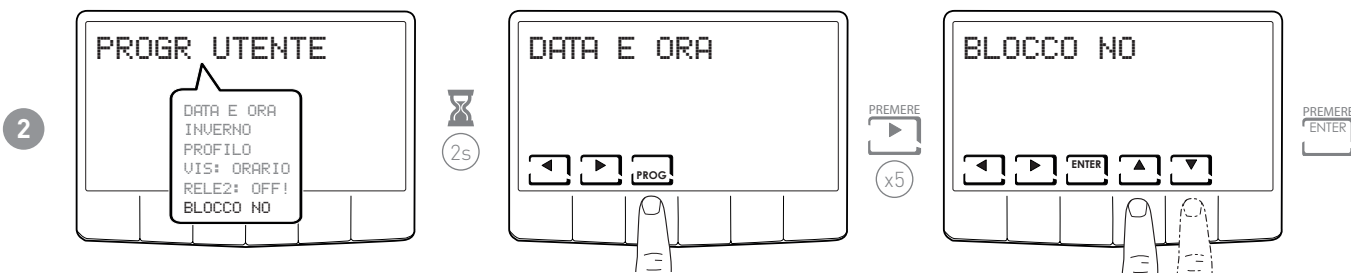 2
PROGR UTENTE
DATA E ORA
INVERNO
PROFILO
VIS: ORARIO
RELE2: OFF!
BLOCCO NO
2s
DATA E ORA
PROG
PREMERE
x5
BLOCCO NO
ENTER
PREMERE
ENTER